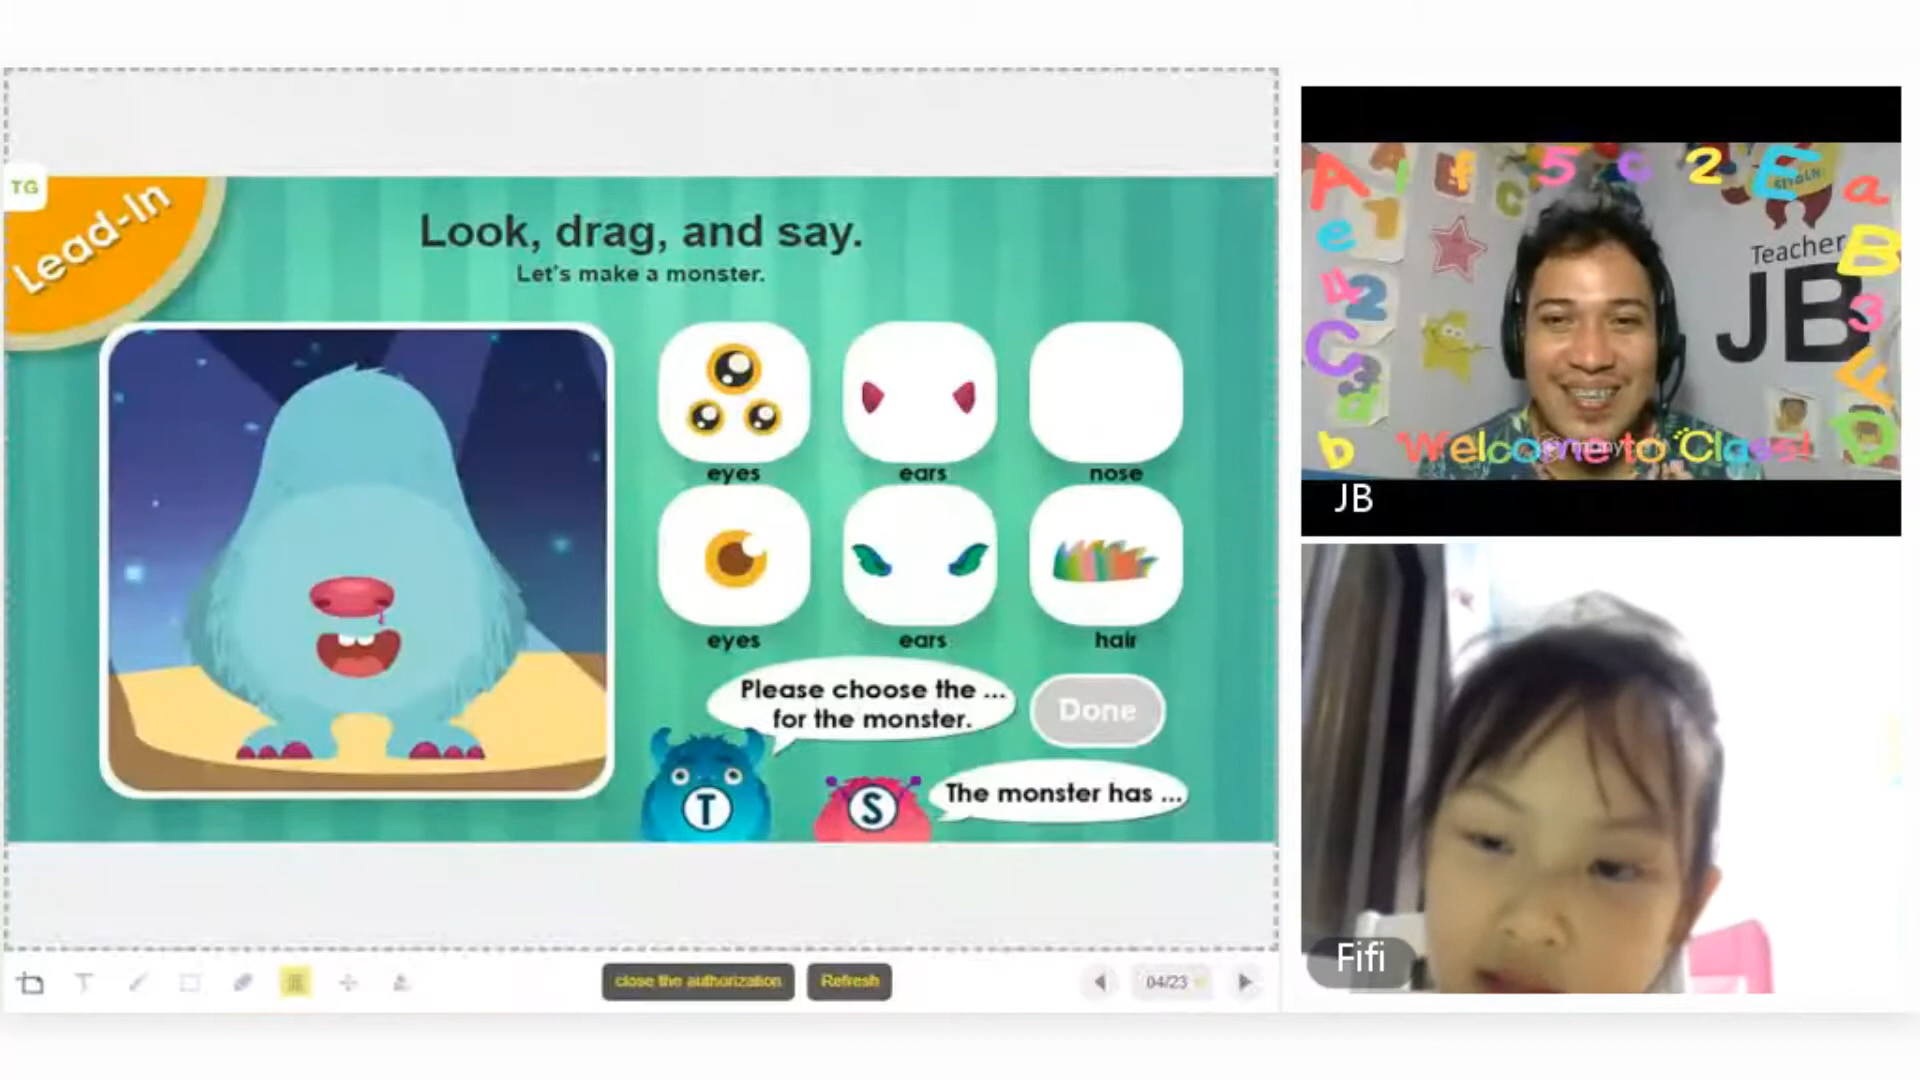 TG
Lead-In
Look, drag, and say.
Let's make a monster.
eyes
ears
nose
eyes
ears
hair
Please choose the ...
for the monster.
Done
T
S
The monster has ...
close the authorization
Refresh
04/23
Teacher
JB
Welcome to Class!
JB
Fifi